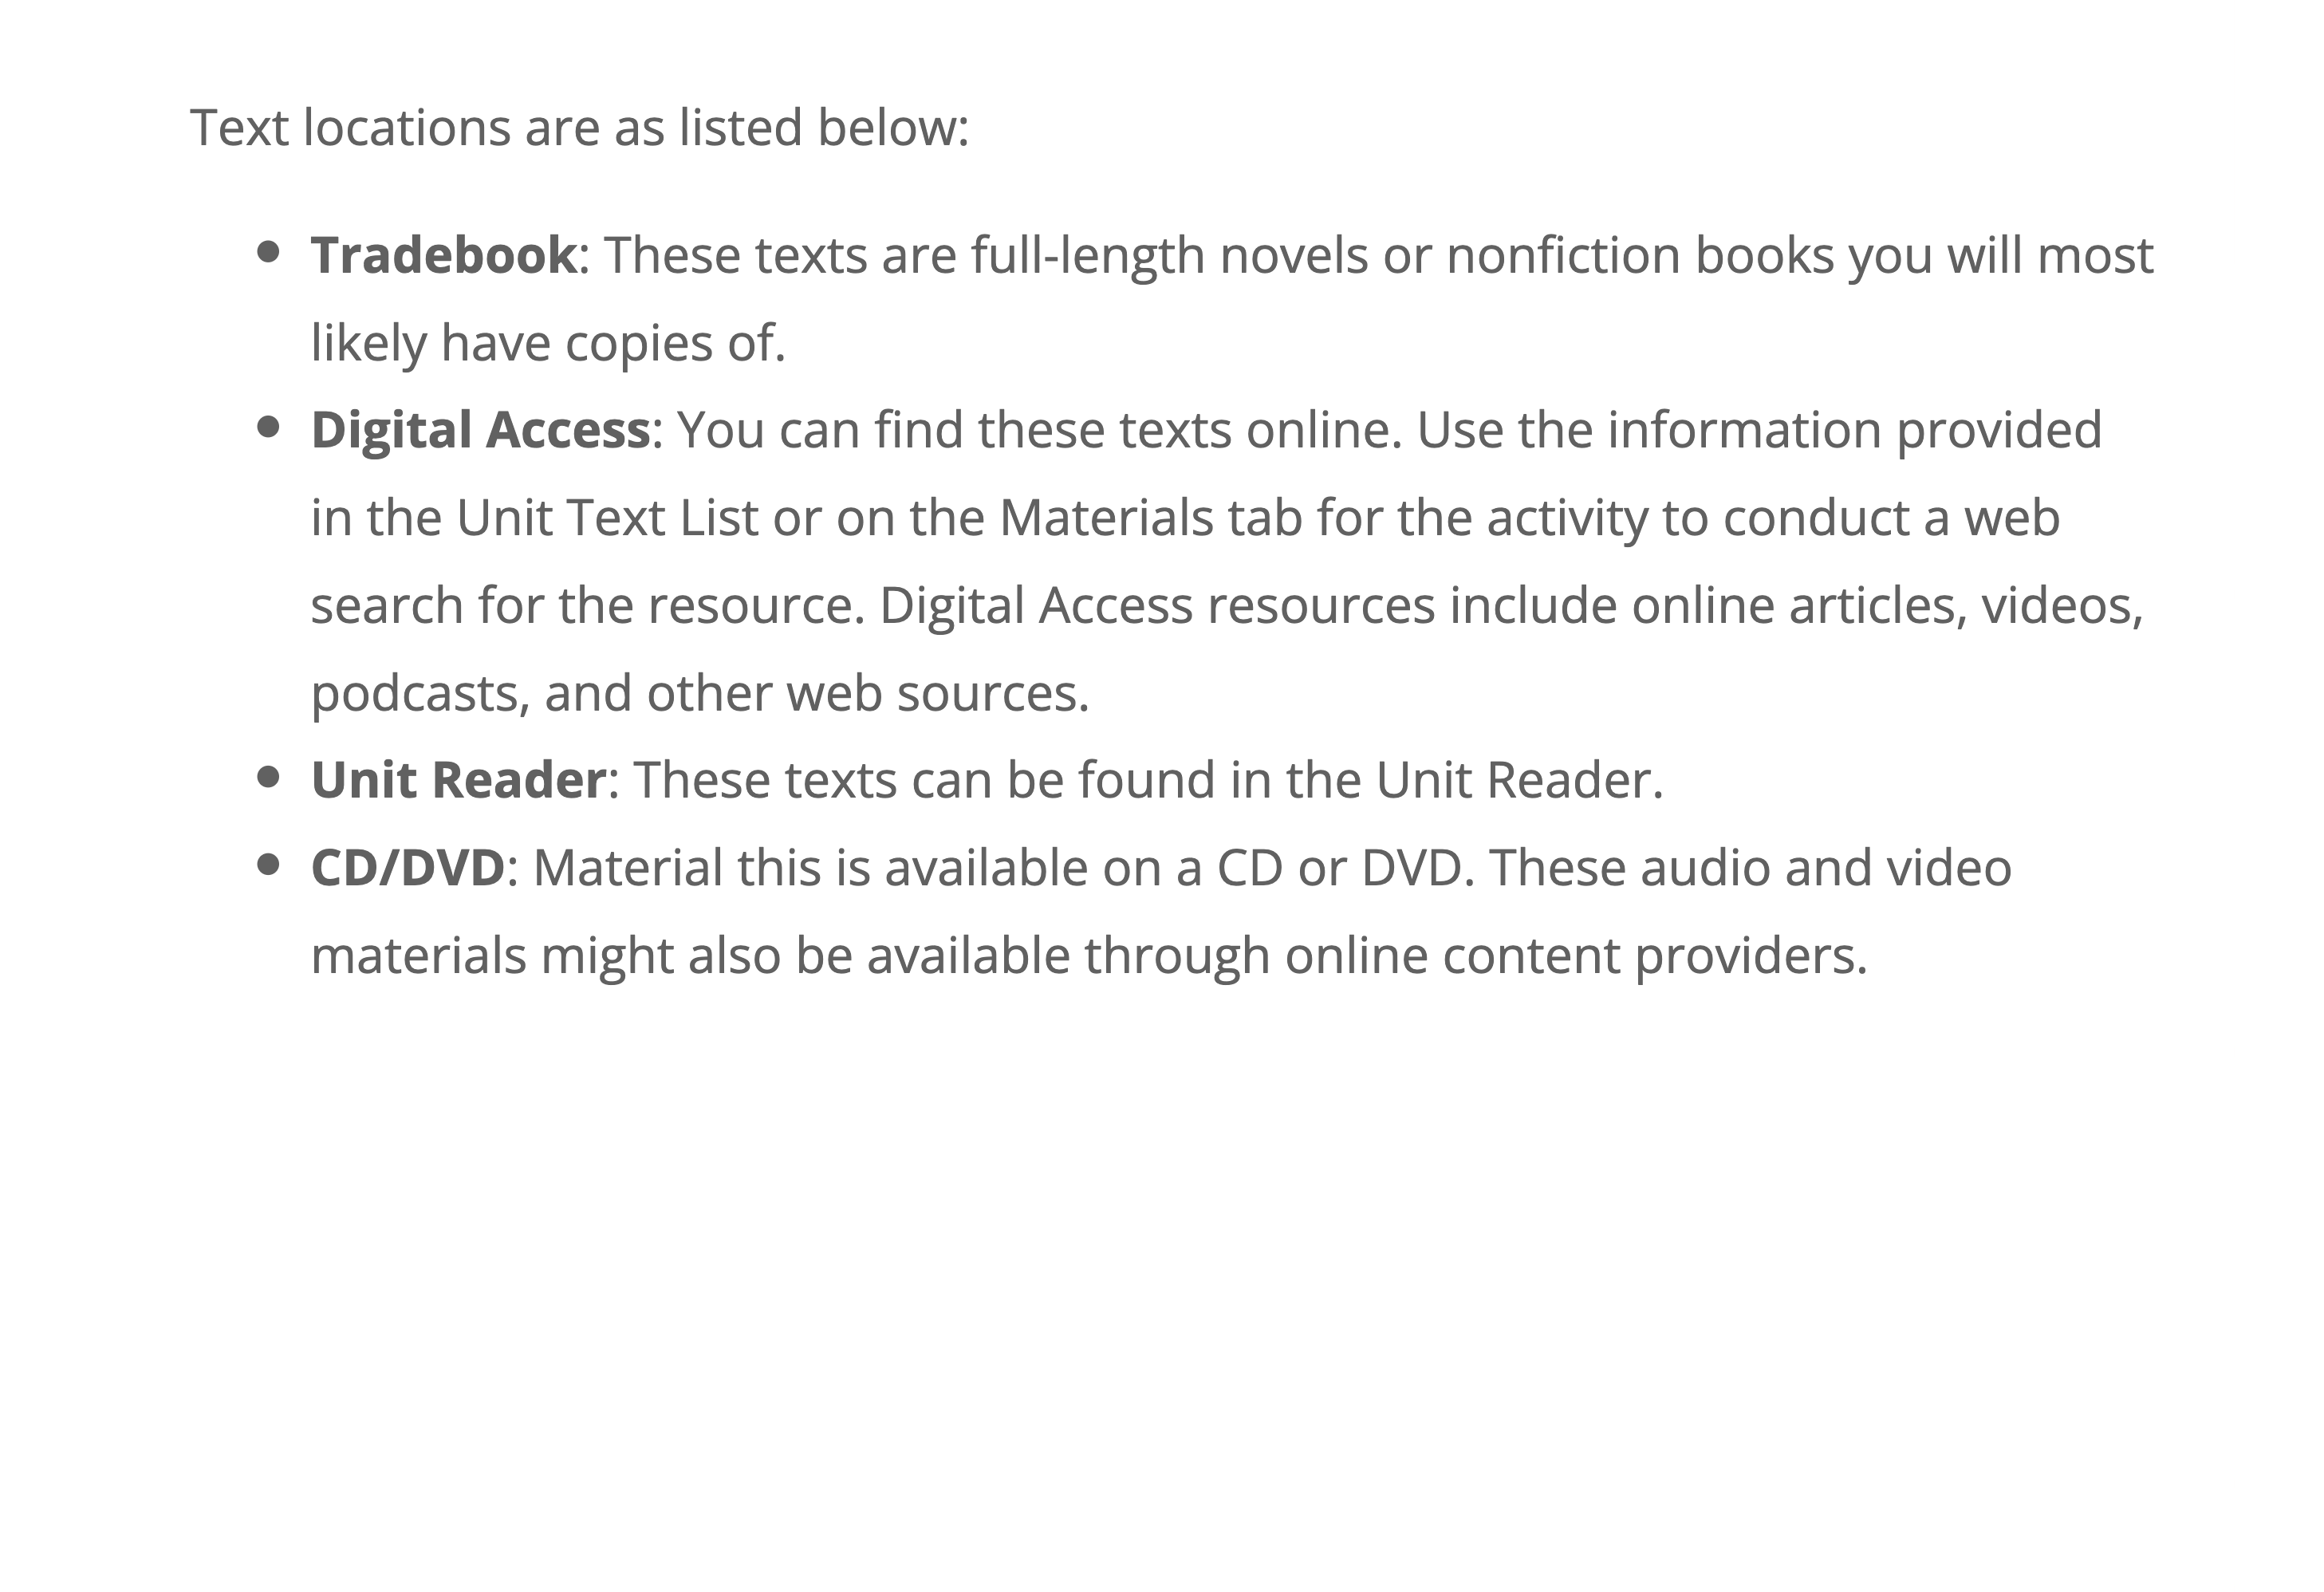 Text locations are as listed below:
● Tradebook: These texts are full-length novels or nonfiction books you will most
likely have copies of.
● Digital Access: You can find these texts online. Use the information provided
in the Unit Text List or on the Materials tab for the activity to conduct a web
search for the resource. Digital Access resources include online articles, videos,
podcasts, and other web sources.
● Unit Reader: These texts can be found in the Unit Reader.
● CD/DVD: Material this is available on a CD or DVD. These audio and video
materials might also be available through online content providers.